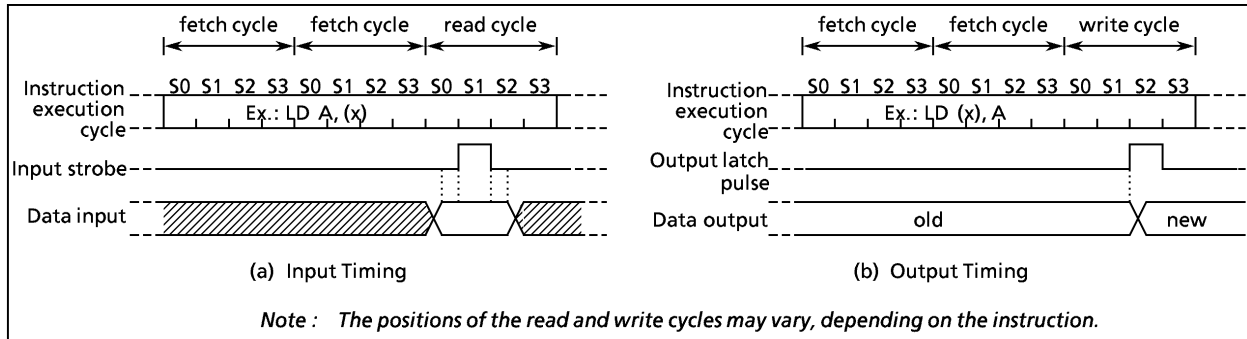 fetch cycle fetch cycle read cycle
Instruction execution cycle
S0 S1 S2 S3 S0 S1 S2 S3 S0 S1 S2 S3
Ex.: LD A, (x)
Input strobe
Data input
(a) Input Timing
fetch cycle fetch cycle write cycle
Instruction execution cycle
S0 S1 S2 S3 S0 S1 S2 S3 S0 S1 S2 S3
Ex.: LD (x), A
Output latch pulse
Data output
old new
(b) Output Timing
Note : The positions of the read and write cycles may vary, depending on the instruction.